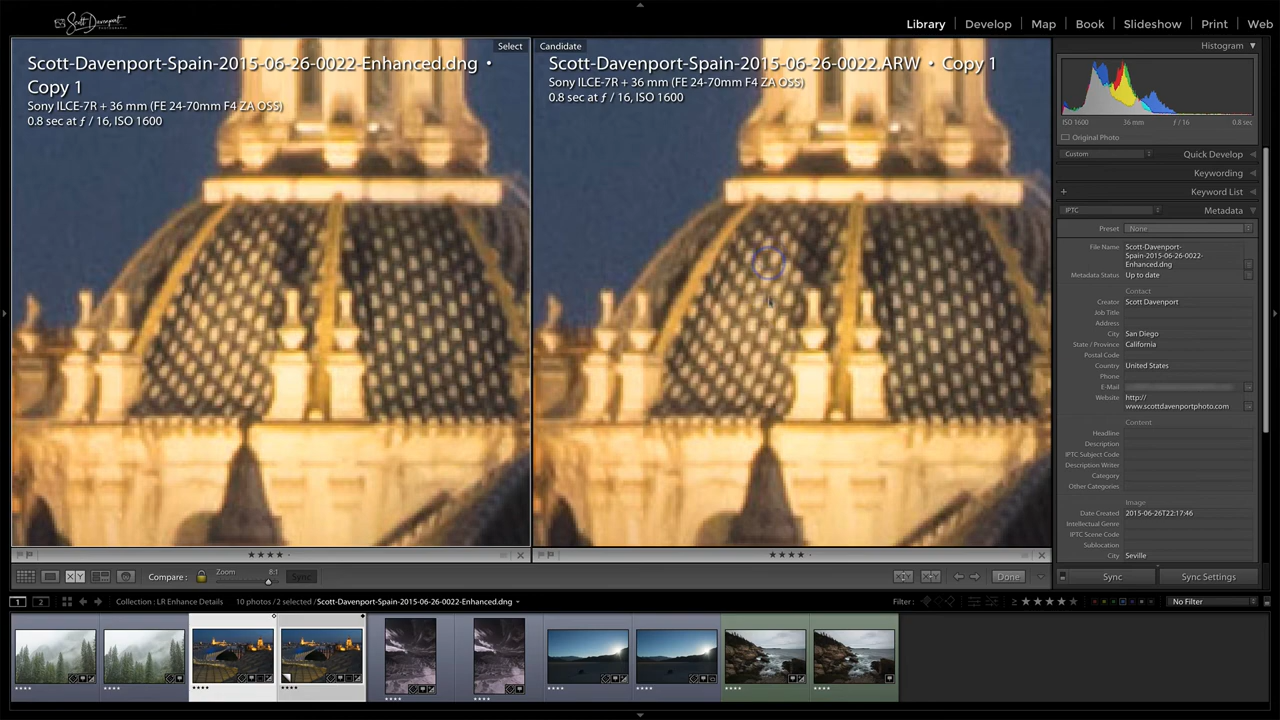 Scott Davenport
PHOTOGRAPHY
Library | Develop | Map | Book | Slideshow | Print | Web
Select
Scott-Davenport-Spain-2015-06-26-0022-Enhanced.dng •
Copy 1
Sony ILCE-7R + 36 mm (FE 24-70mm F4 ZA OSS)
0.8 sec at ƒ / 16, ISO 1600
Candidate
Scott-Davenport-Spain-2015-06-26-0022.ARW • Copy 1
Sony ILCE-7R + 36 mm (FE 24-70mm F4 ZA OSS)
0.8 sec at ƒ / 16, ISO 1600
Histogram
ISO 1600 36 mm ƒ / 16 0.8 sec
Original Photo
Custom Quick Develop
Keywording
+ Keyword List
IPTC Metadata
Preset None
File Name Scott-Davenport-
Spain-2015-06-26-0022-
Enhanced.dng
Metadata Status Up to date
Contact
Creator Scott Davenport
Job Title
Address
City San Diego
State / Province California
Postal Code
Country United States
Phone
E-Mail
Website http://
www.scottdavenportphoto.com
Content
Headline
Description
IPTC Subject Code
Description Writer
Category
Other Categories
Image
Date Created 2015-06-26T22:17:46
Intellectual Genre
IPTC Scene Code
Sublocation
City Seville
XY Compare : Zoom 8:1 Sync
X Y X Y Done
Sync Sync Settings
1 2 Collection : LR Enhance Details 10 photos / 2 selected / Scott-Davenport-Spain-2015-06-26-0022-Enhanced.dng
Filter : ≥ ★★★★★ No Filter